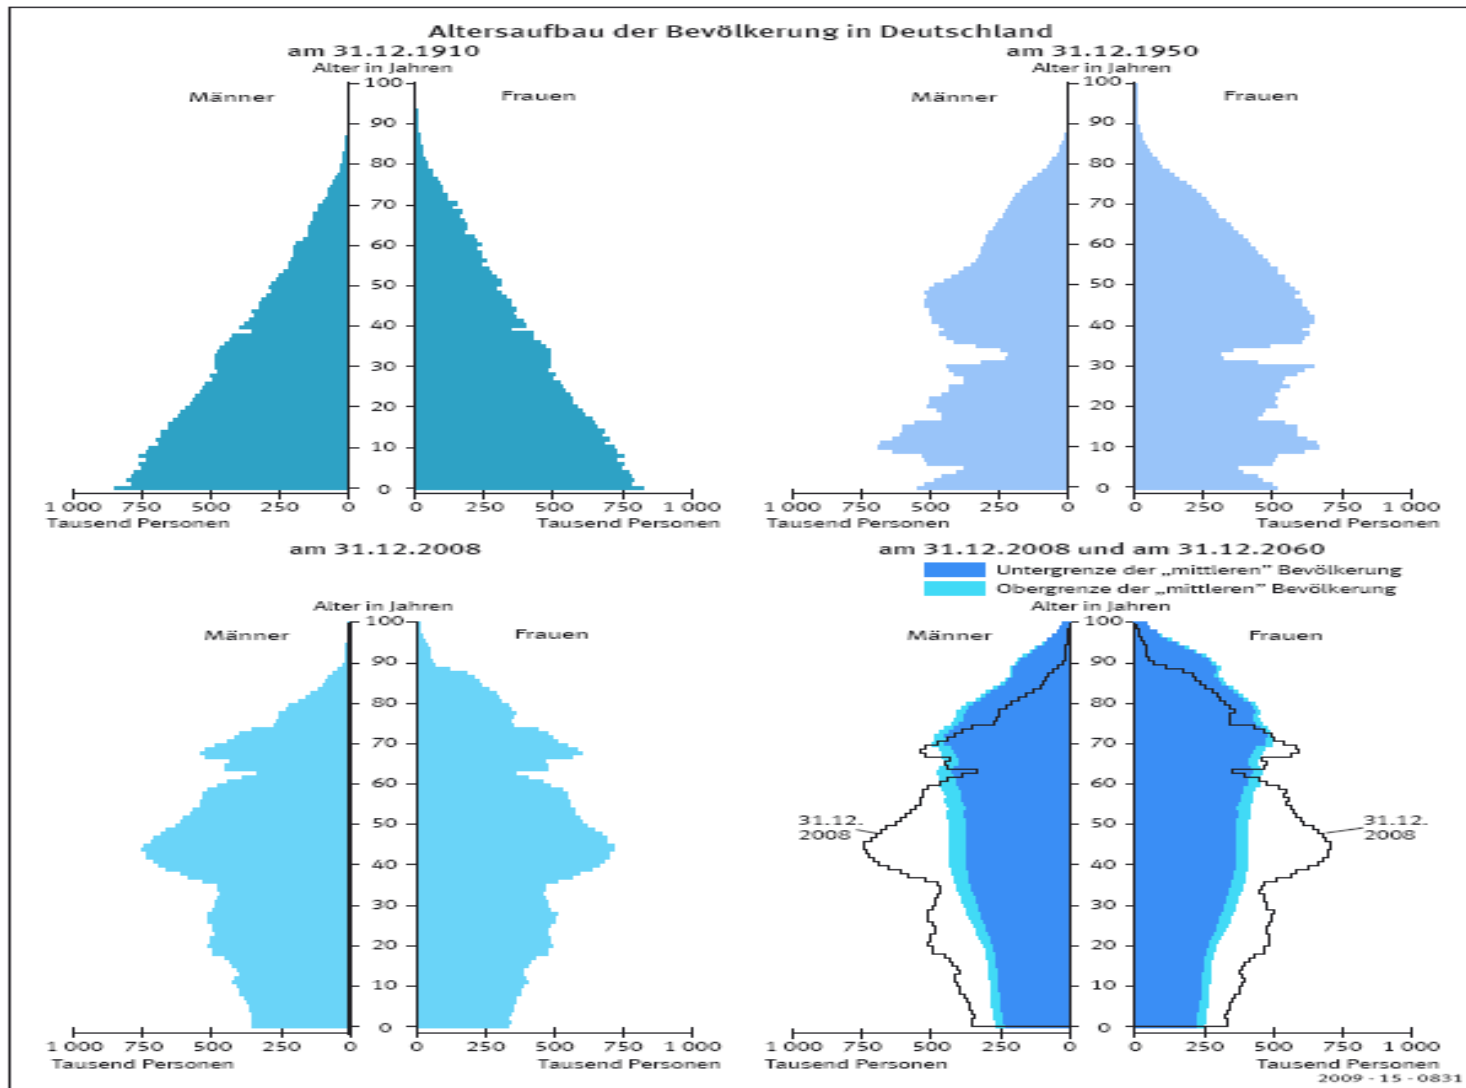 Altersaufbau der Bevölkerung in Deutschland
am 31.12.1910
Alter in Jahren
Männer
Frauen
100
90
80
70
60
50
40
30
20
10
0
1 000 750 500 250 0
0 250 500 750 1 000
Tausend Personen
Tausend Personen
am 31.12.1950
Alter in Jahren
Männer
Frauen
100
90
80
70
60
50
40
30
20
10
0
1 000 750 500 250 0
0 250 500 750 1 000
Tausend Personen
Tausend Personen
am 31.12.2008
Alter in Jahren
Männer
Frauen
100
90
80
70
60
50
40
30
20
10
0
1 000 750 500 250 0
0 250 500 750 1 000
Tausend Personen
Tausend Personen
am 31.12.2008 und am 31.12.2060
Untergrenze der „mittleren” Bevölkerung
Obergrenze der „mittleren” Bevölkerung
Alter in Jahren
Männer
Frauen
100
90
80
70
60
50
40
30
20
10
0
31.12.
2008
31.12.
2008
1 000 750 500 250 0
0 250 500 750 1 000
Tausend Personen
Tausend Personen
2009 - 15 - 0831